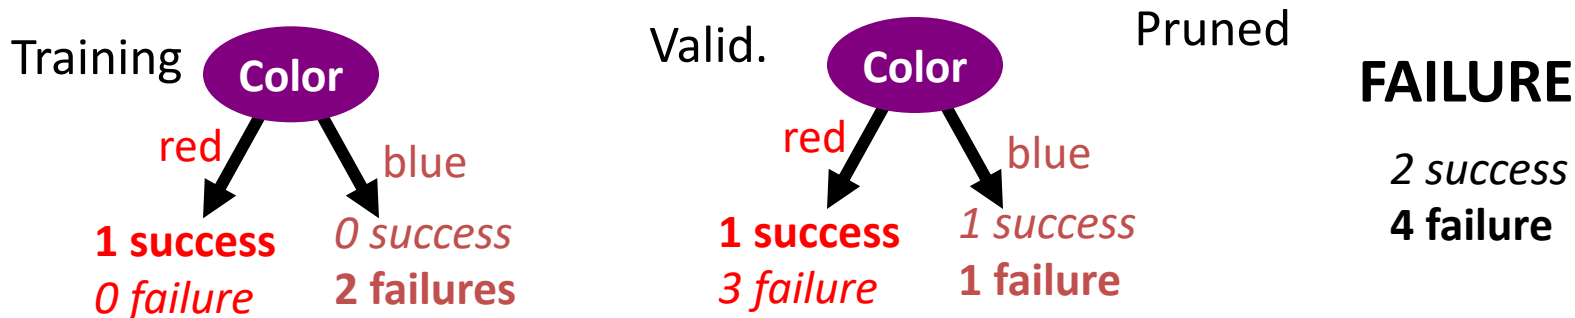 Training
Color
red
blue
1 success
0 failure
0 success
2 failures
Valid.
Color
red
blue
1 success
3 failure
1 success
1 failure
Pruned
FAILURE
2 success
4 failure